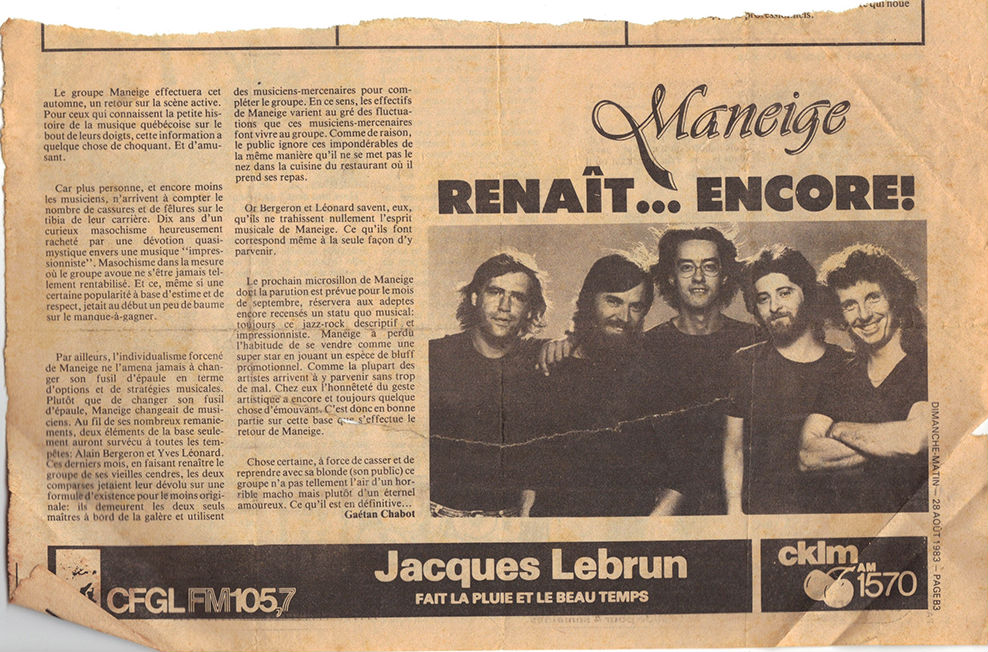 professionnels.
qui noue
Maneige
RENAÎT... ENCORE!
Le groupe Maneige effectuera cet
automne, un retour sur la scène active.
Pour ceux qui connaissent la petite his-
toire de la musique québécoise sur le
bout de leurs doigts, cette information a
quelque chose de choquant. Et d'amu-
sant.
Car plus personne, et encore moins
les musiciens, n'arrivent à compter le
nombre de cassures et de fêlures sur le
tibia de leur carrière. Dix ans d'un
curieux masochisme heureusement
racheté par une dévotion quasi-
mystique envers une musique "impres-
sionniste". Masochisme dans la mesure
où le groupe avoue ne s'être jamais tel-
lement rentabilisé. Et ce, même si une
certaine popularité à base d'estime et de
respect, jetait au début un peu de baume
sur le manque-à-gagner.
Par ailleurs, l'individualisme forcené
de Maneige ne l'amena jamais à chan-
ger son fusil d'épaule en terme
d'options et de stratégies musicales.
Plutôt que de changer son fusil
d'épaule, Maneige changeait de musi-
ciens. Au fil de ses nombreux remanie-
ments, deux éléments de la base seule-
ment auront survécu à toutes les tem-
pêtes: Alain Bergeron et Yves Léonard.
Ces derniers mois, en faisant renaître le
groupe de ses vieilles cendres, les deux
comparses jetaient leur dévolu sur une
formule d'existence pour le moins origi-
nale: ils demeurent les deux seuls
maîtres à bord de la galère et utilisent
des musiciens-mercenaires pour com-
pléter le groupe. En ce sens, les effectifs
de Maneige varient au gré des fluctua-
tions que ces musiciens-mercenaires
font vivre au groupe. Comme de raison,
le public ignore ces impondérables de
la même manière qu'il ne se met pas le
nez dans la cuisine du restaurant où il
prend ses repas.
Or Bergeron et Léonard savent, eux,
qu'ils ne trahissent nullement l'esprit
musicale de Maneige. Ce qu'ils font
correspond même à la seule façon d'y
parvenir.
Le prochain microsillon de Maneige
dont la parution est prévue pour le mois
de septembre, réservera aux adeptes
encore recensés un statu quo musical:
toujours ce jazz-rock descriptif et
impressionniste. Maneige a perdu
l'habitude de se vendre comme une
super star en jouant un espèce de bluff
promotionnel. Comme la plupart des
artistes arrivent à y parvenir sans trop
de mal. Chez eux l'honnêteté du geste
artistique a encore et toujours quelque
chose d'émouvant. C'est donc en bonne
partie sur cette base que s'effectue le
retour de Maneige.
Chose certaine, à force de casser et de
reprendre avec sa blonde (son public) ce
groupe n'a pas tellement l'air d'un hor-
rible macho mais plutôt d'un éternel
amoureux. Ce qu'il est en définitive...
Gaétan Chabot
DIMANCHE-MATIN — 28 AOÛT 1983 — PAGE B3
CFGL FM 105,7
Jacques Lebrun
FAIT LA PLUIE ET LE BEAU TEMPS
cklm
AM
1570